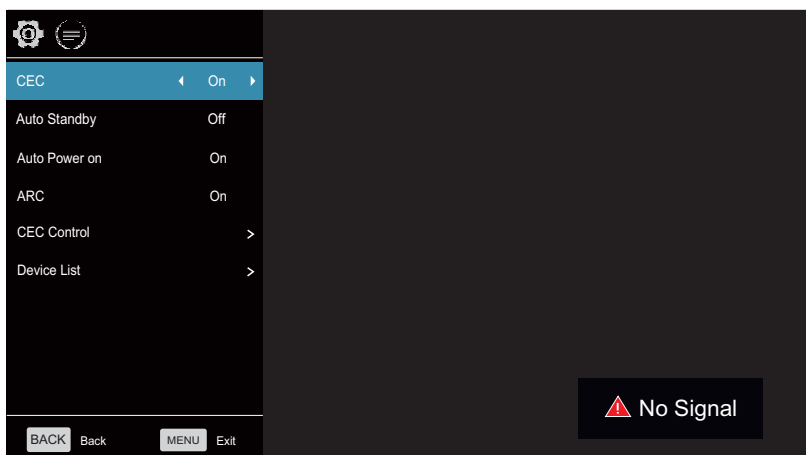 CEC On
Auto Standby Off
Auto Power on On
ARC On
CEC Control >
Device List >
No Signal
BACK Back MENU Exit